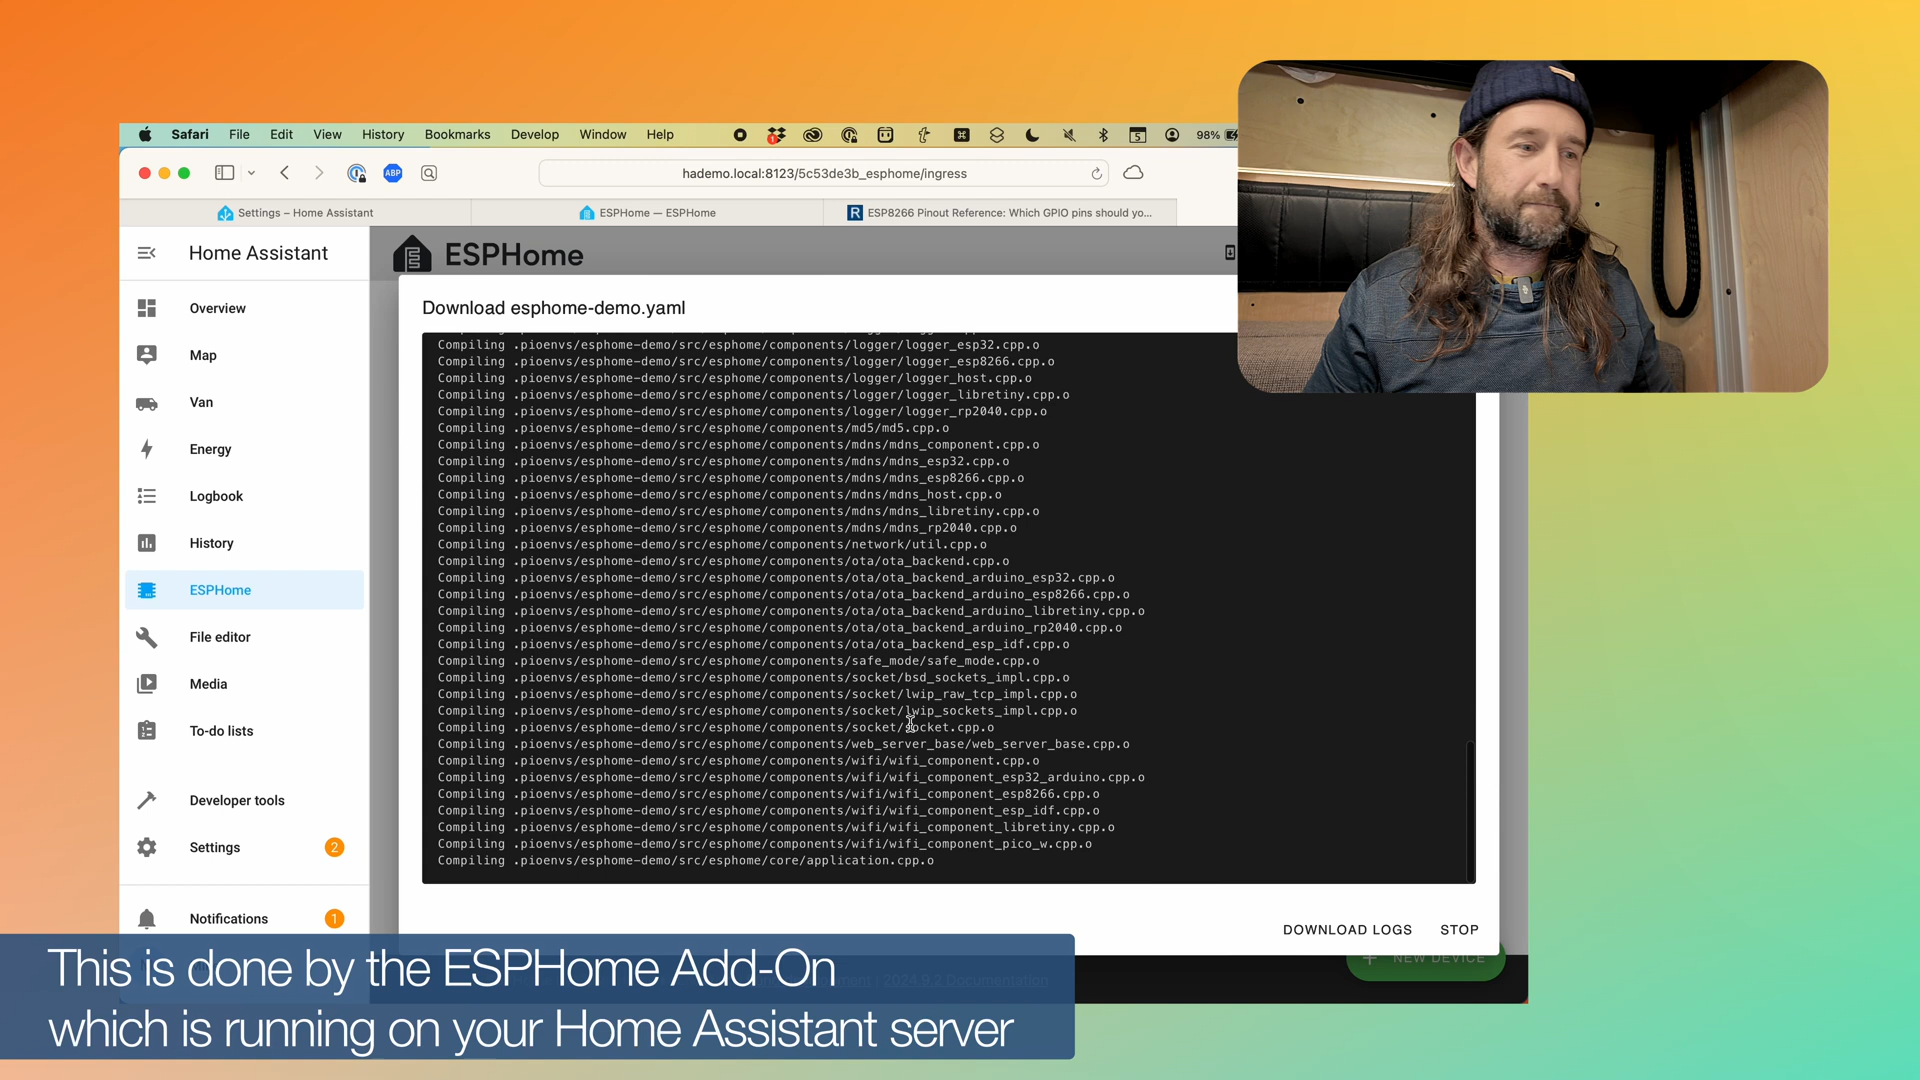 Safari File Edit View History Bookmarks Develop Window Help 5 98%
ABP hademo.local:8123/5c53de3b_esphome/ingress
Settings – Home Assistant ESPHome — ESPHome R ESP8266 Pinout Reference: Which GPIO pins should yo...
Home Assistant
ESPHome
Overview
Map
Van
Energy
Logbook
History
ESPHome
File editor
Media
To-do lists
Developer tools
Settings 2
Notifications 1
Download esphome-demo.yaml
Compiling .pioenvs/esphome-demo/src/esphome/components/logger/logger_esp32.cpp.o
Compiling .pioenvs/esphome-demo/src/esphome/components/logger/logger_esp8266.cpp.o
Compiling .pioenvs/esphome-demo/src/esphome/components/logger/logger_host.cpp.o
Compiling .pioenvs/esphome-demo/src/esphome/components/logger/logger_libretiny.cpp.o
Compiling .pioenvs/esphome-demo/src/esphome/components/logger/logger_rp2040.cpp.o
Compiling .pioenvs/esphome-demo/src/esphome/components/md5/md5.cpp.o
Compiling .pioenvs/esphome-demo/src/esphome/components/mdns/mdns_component.cpp.o
Compiling .pioenvs/esphome-demo/src/esphome/components/mdns/mdns_esp32.cpp.o
Compiling .pioenvs/esphome-demo/src/esphome/components/mdns/mdns_esp8266.cpp.o
Compiling .pioenvs/esphome-demo/src/esphome/components/mdns/mdns_host.cpp.o
Compiling .pioenvs/esphome-demo/src/esphome/components/mdns/mdns_libretiny.cpp.o
Compiling .pioenvs/esphome-demo/src/esphome/components/mdns/mdns_rp2040.cpp.o
Compiling .pioenvs/esphome-demo/src/esphome/components/network/util.cpp.o
Compiling .pioenvs/esphome-demo/src/esphome/components/ota/ota_backend.cpp.o
Compiling .pioenvs/esphome-demo/src/esphome/components/ota/ota_backend_arduino_esp32.cpp.o
Compiling .pioenvs/esphome-demo/src/esphome/components/ota/ota_backend_arduino_esp8266.cpp.o
Compiling .pioenvs/esphome-demo/src/esphome/components/ota/ota_backend_arduino_libretiny.cpp.o
Compiling .pioenvs/esphome-demo/src/esphome/components/ota/ota_backend_arduino_rp2040.cpp.o
Compiling .pioenvs/esphome-demo/src/esphome/components/ota/ota_backend_esp_idf.cpp.o
Compiling .pioenvs/esphome-demo/src/esphome/components/safe_mode/safe_mode.cpp.o
Compiling .pioenvs/esphome-demo/src/esphome/components/socket/bsd_sockets_impl.cpp.o
Compiling .pioenvs/esphome-demo/src/esphome/components/socket/lwip_raw_tcp_impl.cpp.o
Compiling .pioenvs/esphome-demo/src/esphome/components/socket/lwip_sockets_impl.cpp.o
Compiling .pioenvs/esphome-demo/src/esphome/components/socket/socket.cpp.o
Compiling .pioenvs/esphome-demo/src/esphome/components/web_server_base/web_server_base.cpp.o
Compiling .pioenvs/esphome-demo/src/esphome/components/wifi/wifi_component.cpp.o
Compiling .pioenvs/esphome-demo/src/esphome/components/wifi/wifi_component_esp32_arduino.cpp.o
Compiling .pioenvs/esphome-demo/src/esphome/components/wifi/wifi_component_esp8266.cpp.o
Compiling .pioenvs/esphome-demo/src/esphome/components/wifi/wifi_component_esp_idf.cpp.o
Compiling .pioenvs/esphome-demo/src/esphome/components/wifi/wifi_component_libretiny.cpp.o
Compiling .pioenvs/esphome-demo/src/esphome/components/wifi/wifi_component_pico_w.cpp.o
Compiling .pioenvs/esphome-demo/src/esphome/core/application.cpp.o
DOWNLOAD LOGS STOP
+ NEW DEVICE
2024.9.2 Documentation
This is done by the ESPHome Add-On
which is running on your Home Assistant server